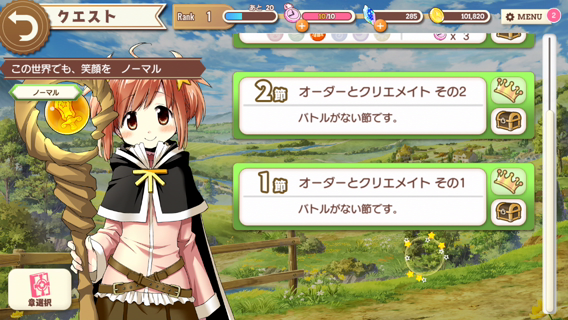 クエスト
Rank 1
あと 20
10/10
285
101,820
MENU
2
この世界でも、笑顔を ノーマル
ノーマル
x 3
2節 オーダーとクリエメイト その2
バトルがない節です。
1節 オーダーとクリエメイト その1
バトルがない節です。
章選択